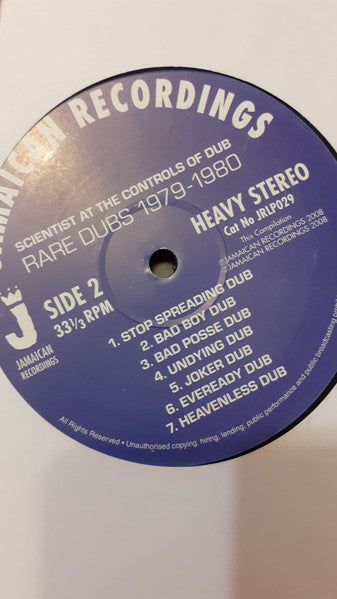 JAMAICAN RECORDINGS
SCIENTIST AT THE CONTROLS OF DUB
RARE DUBS 1979-1980
HEAVY STEREO
Cat No JRLP029
This Compilation
℗JAMAICAN RECORDINGS 2008
©JAMAICAN RECORDINGS 2008
J
JAMAICAN
RECORDINGS
SIDE 2
33⅓ RPM
1. STOP SPREADING DUB
2. BAD BOY DUB
3. BAD POSSE DUB
4. UNDYING DUB
5. JOKER DUB
6. EVEREADY DUB
7. HEAVENLESS DUB
All Rights Reserved • Unauthorised copying, hiring, lending, public performance and public broadcasting